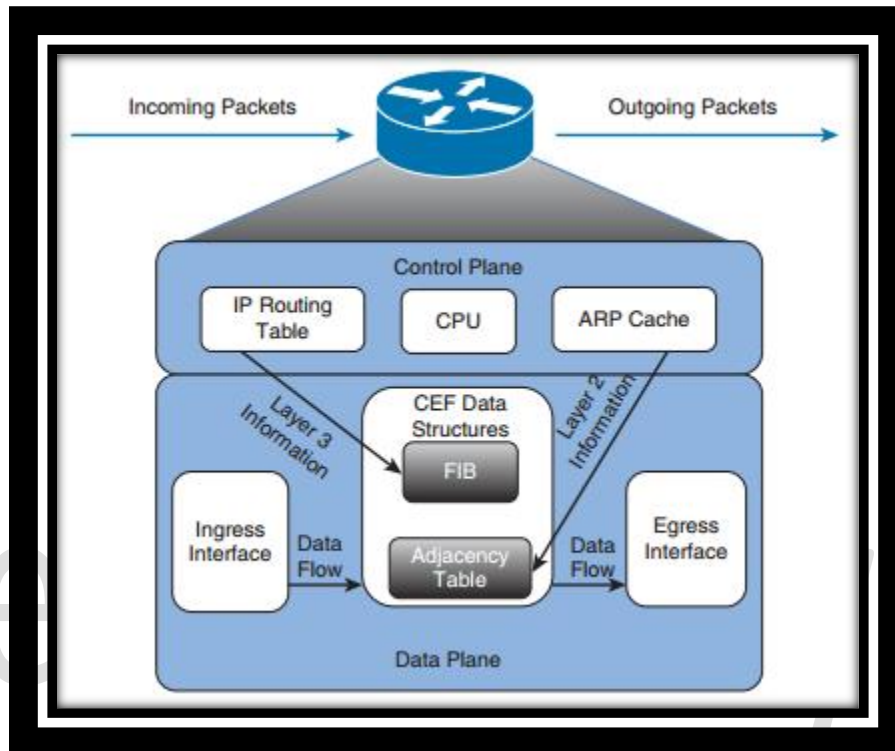 Incoming Packets
Outgoing Packets
Control Plane
IP Routing
Table
CPU
ARP Cache
Layer 3
Information
Layer 2
Information
CEF Data
Structures
FIB
Adjacency
Table
Ingress
Interface
Data
Flow
Data
Flow
Egress
Interface
Data Plane